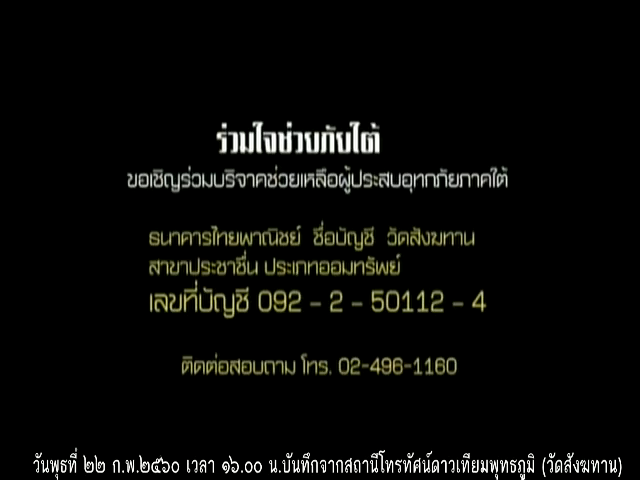 ร่วมใจช่วยภัยใต้
ขอเชิญร่วมบริจาคช่วยเหลือผู้ประสบอุทกภัยภาคใต้
ธนาคารไทยพาณิชย์ ชื่อบัญชี วัดสังฆทาน
สาขาประชาชื่น ประเภทออมทรัพย์
เลขที่บัญชี 092 - 2 - 50112 - 4
ติดต่อสอบถาม โทร. 02-496-1160
วันพุธที่ ๒๒ ก.พ.๒๕๖๐ เวลา ๑๖.๐๐ น.บันทึกจากสถานีโทรทัศน์ดาวเทียมพุทธภูมิ (วัดสังฆทาน)